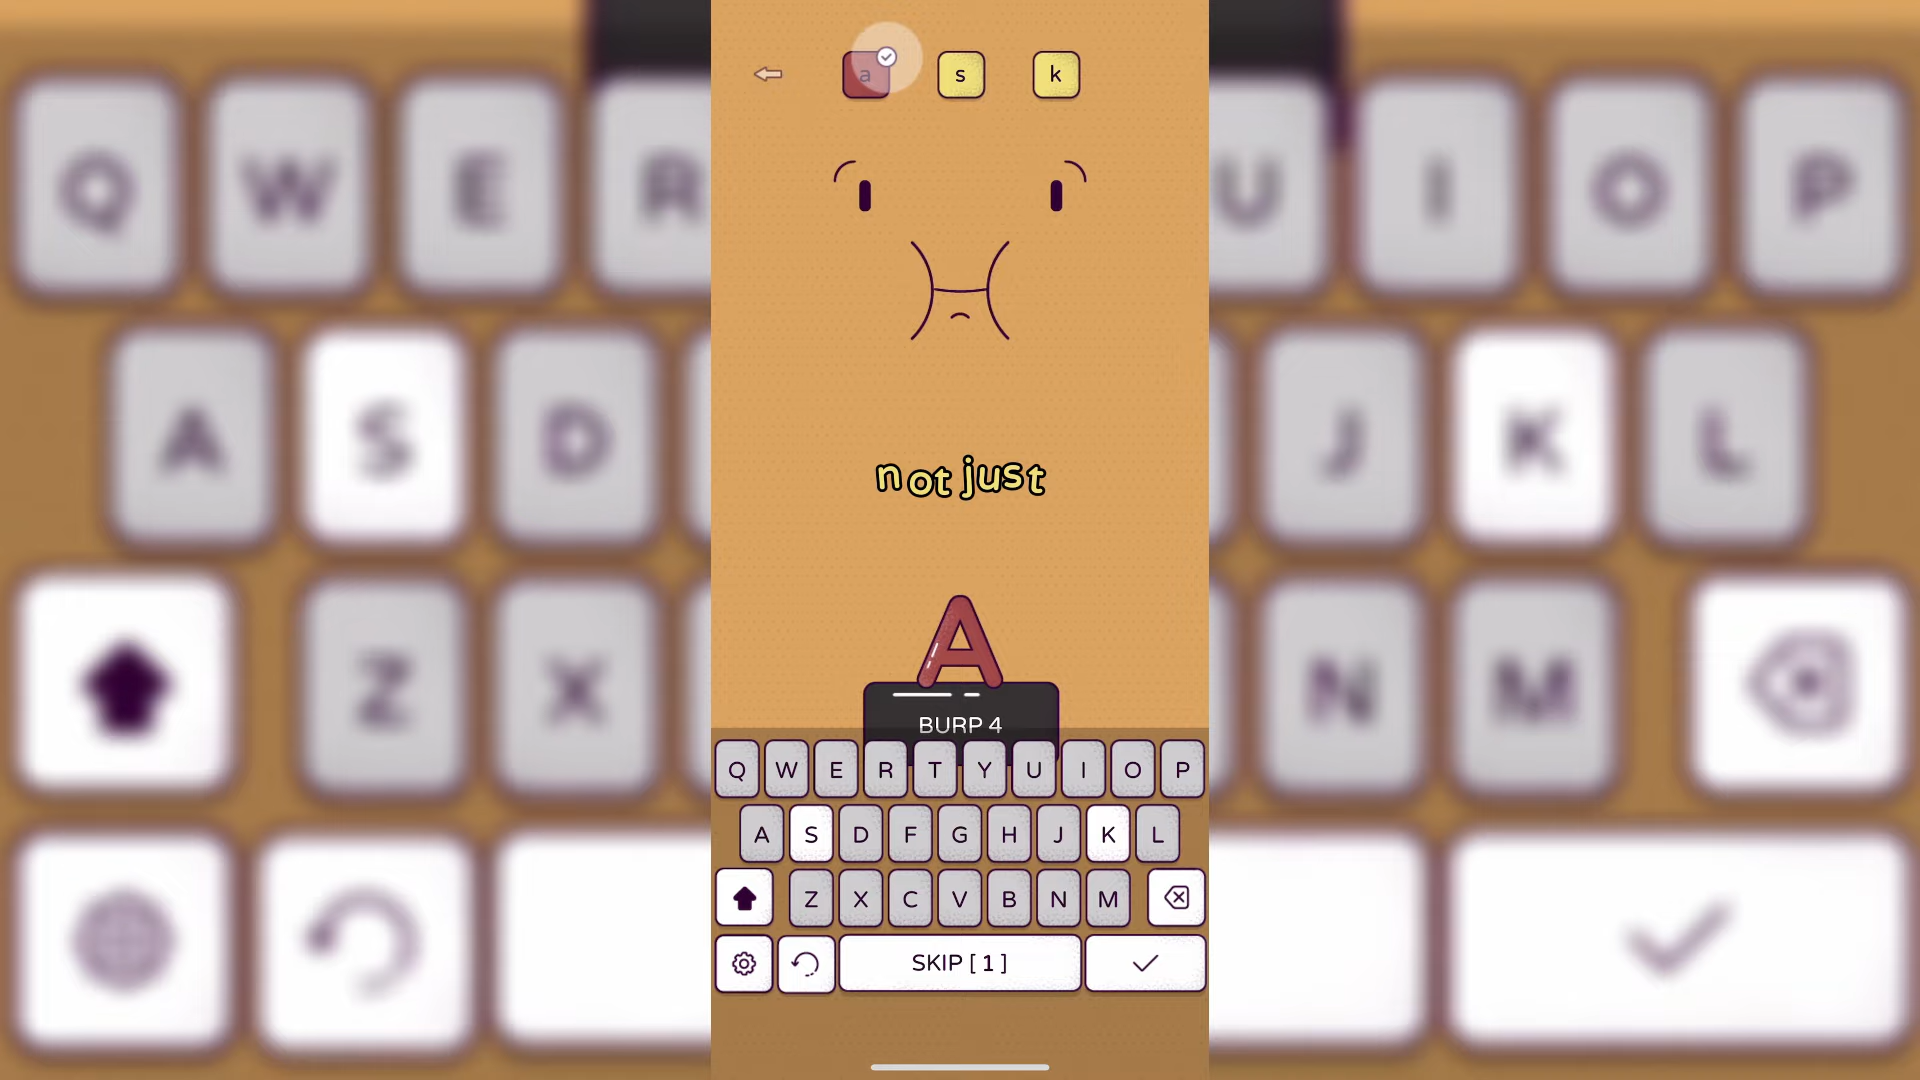 a s k
not just
A
BURP 4
Q W E R T Y U I O P
A S D F G H J K L
Z X C V B N M
SKIP [ 1 ]
Q W E R U I O P
A S D J K L
Z X N M